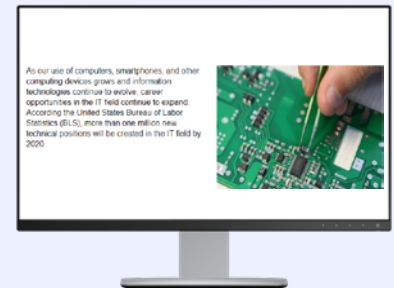 As our use of computers, smartphones, and other
computing devices grows and information
technologies continue to evolve, career
opportunities in the IT field continue to expand.
According the United States Bureau of Labor
Statistics (BLS), more than one million new
technical positions will be created in the IT field by
2020.